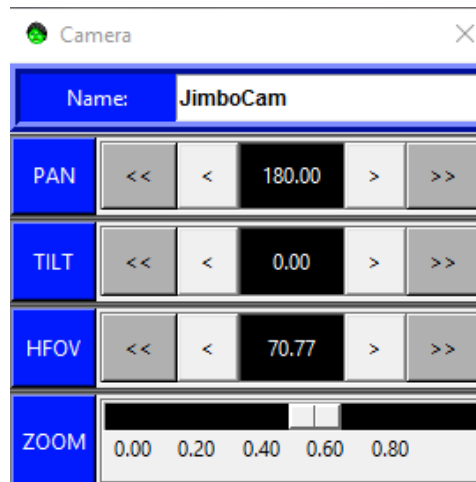 Camera
Name: JimboCam
PAN << < 180.00 > >>
TILT << < 0.00 > >>
HFOV << < 70.77 > >>
ZOOM 0.00 0.20 0.40 0.60 0.80